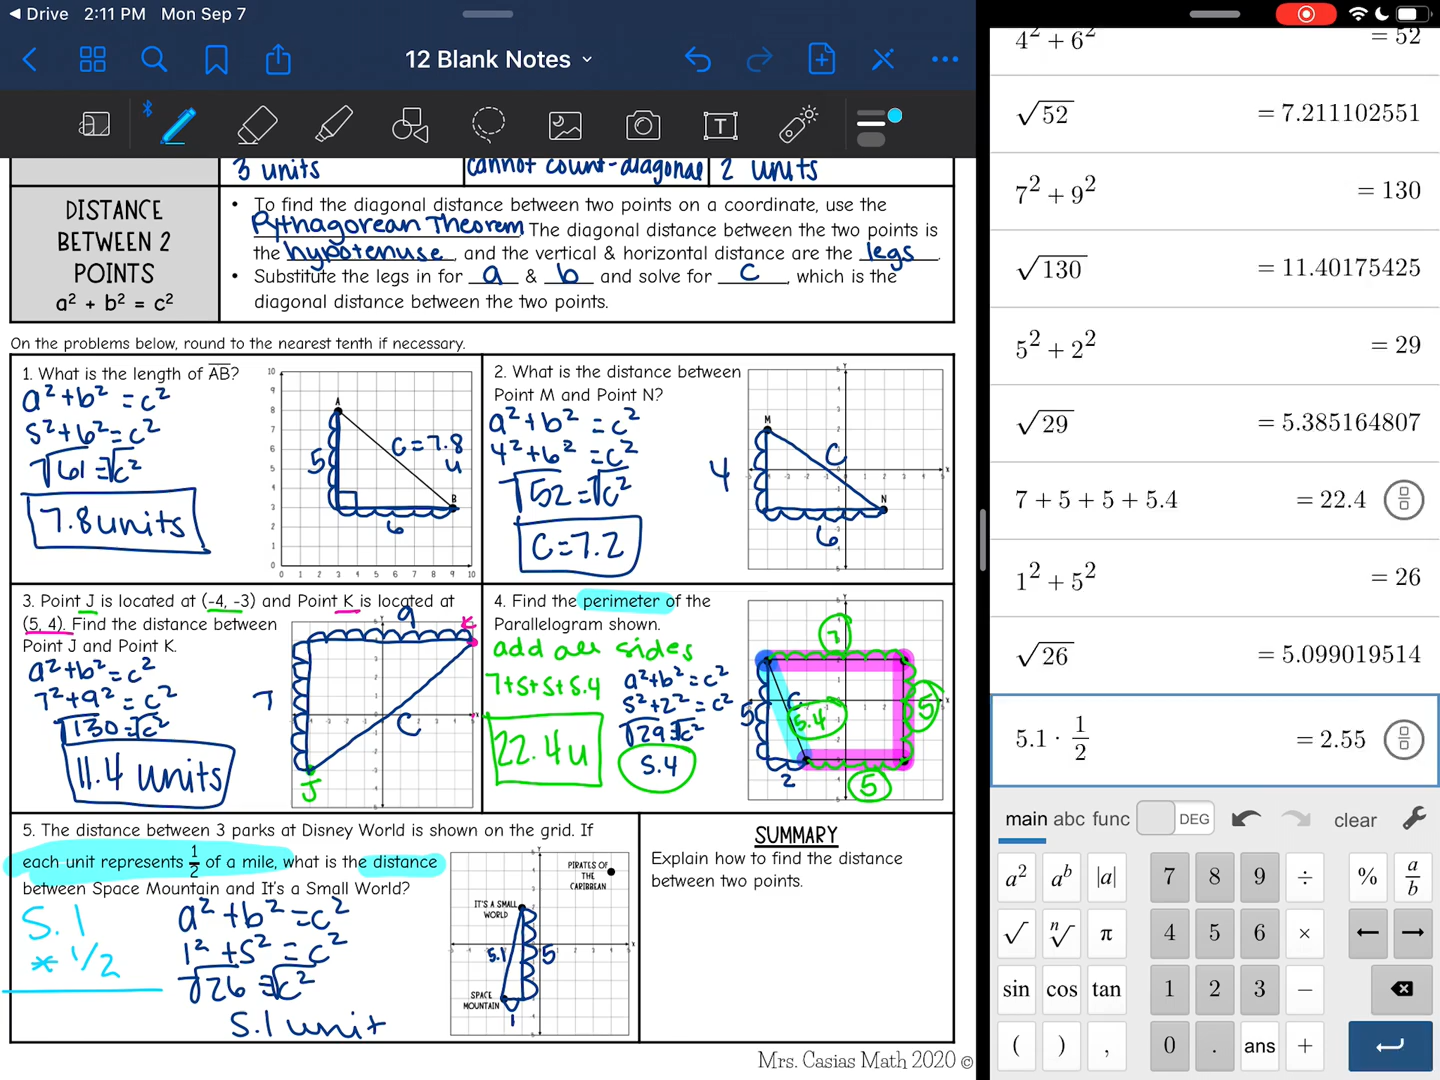 Drive 2:11 PM Mon Sep 7
12 Blank Notes
3 units
cannot count-diagonal
2 units
DISTANCE
BETWEEN 2
POINTS
a² + b² = c²
• To find the diagonal distance between two points on a coordinate, use the
Pythagorean Theorem. The diagonal distance between the two points is
the hypotenuse, and the vertical & horizontal distance are the legs.
• Substitute the legs in for a & b and solve for c, which is the
diagonal distance between the two points.
On the problems below, round to the nearest tenth if necessary.
1. What is the length of AB?
a²+b²=c²
5²+6²=c²
√61=√c²
7.8 units
A
B
5
6
C=7.8
u
2. What is the distance between
Point M and Point N?
a²+b²=c²
4²+6²=c²
√52=√c²
C=7.2
M
N
4
6
C
3. Point J is located at (-4, -3) and Point K is located at
(5, 4). Find the distance between
Point J and Point K.
a²+b²=c²
7²+9²=c²
√130=√c²
11.4 units
9
K
7
C
J
4. Find the perimeter of the
Parallelogram shown.
add all sides
7+5+5+5.4
22.4u
a²+b²=c²
5²+2²=c²
√29=√c²
5.4
7
5
C
5.4
5
2
5
5. The distance between 3 parks at Disney World is shown on the grid. If
each unit represents 1/2 of a mile, what is the distance
between Space Mountain and It's a Small World?
5.1
* 1/2
a²+b²=c²
1²+5²=c²
√26=√c²
5.1 unit
PIRATES OF
THE
CARIBBEAN
IT'S A SMALL
WORLD
5.1
5
SPACE
MOUNTAIN
1
SUMMARY
Explain how to find the distance
between two points.
Mrs. Casias Math 2020 ©
4² + 6² = 52
√52 = 7.211102551
7² + 9² = 130
√130 = 11.40175425
5² + 2² = 29
√29 = 5.385164807
7 + 5 + 5 + 5.4 = 22.4
1² + 5² = 26
√26 = 5.099019514
5.1 · 1/2 = 2.55
main abc func DEG clear
a² aᵇ |a| 7 8 9 ÷ % a/b
√ ⁿ√ π 4 5 6 × ← →
sin cos tan 1 2 3 −
( ) , 0 . ans +